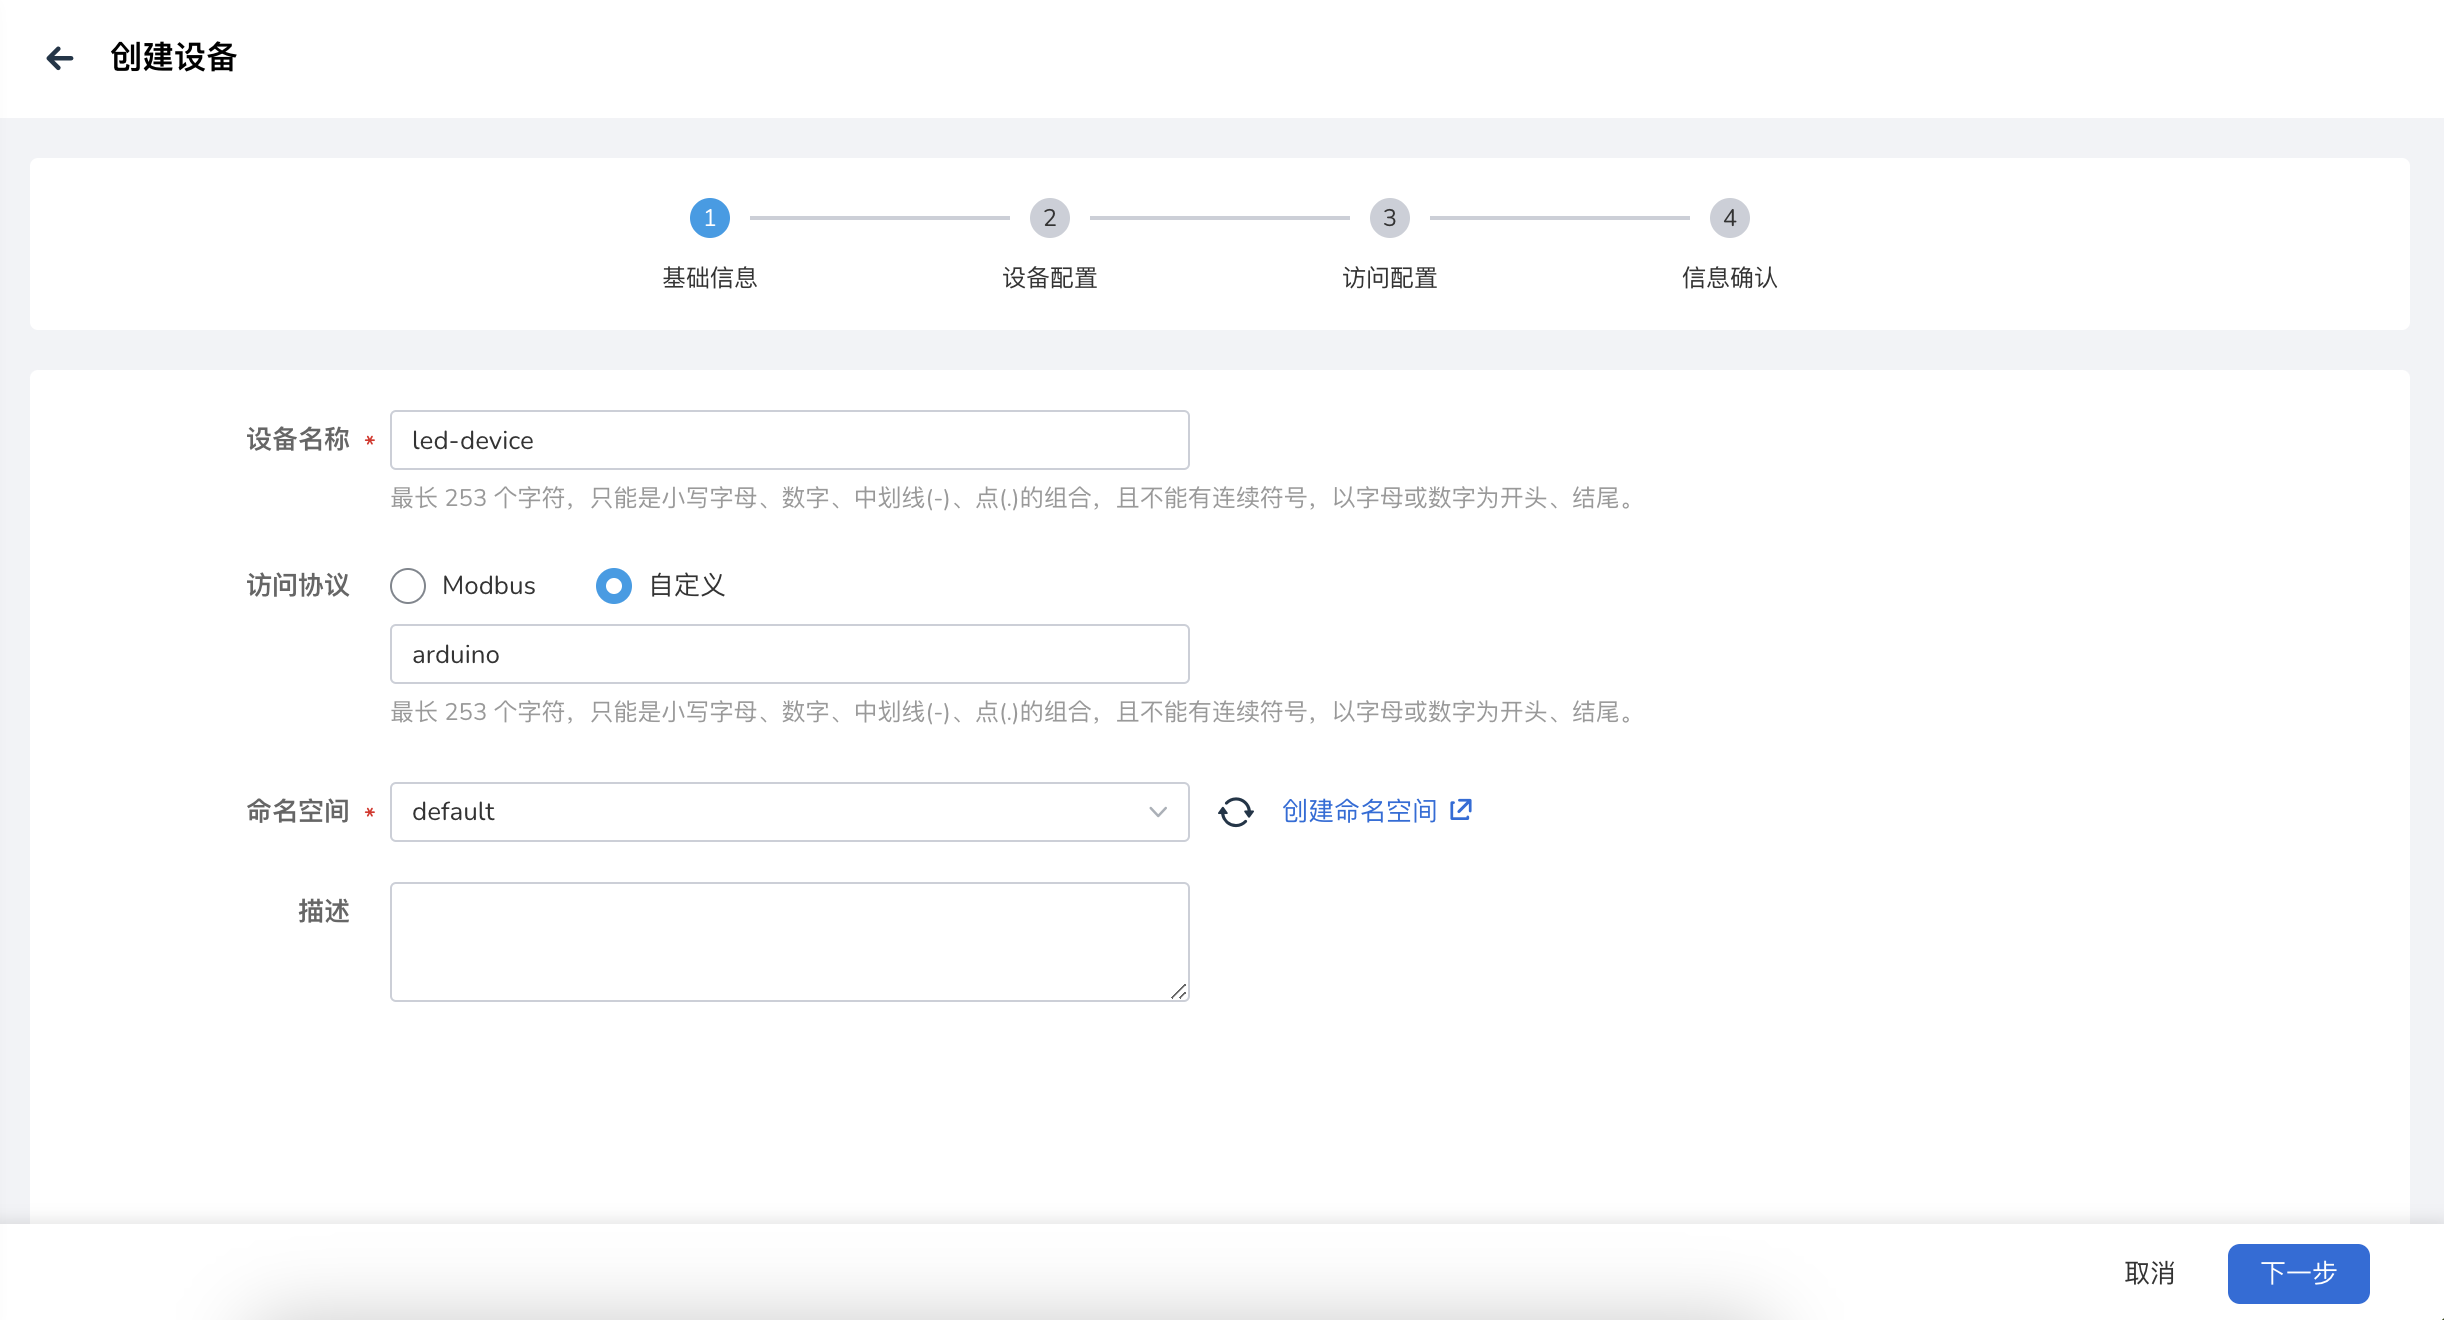 创建设备
1
2
3
4
基础信息
设备配置
访问配置
信息确认
设备名称 *
led-device
最长 253 个字符，只能是小写字母、数字、中划线(-)、点(.)的组合，且不能有连续符号，以字母或数字为开头、结尾。
访问协议
Modbus
自定义
arduino
最长 253 个字符，只能是小写字母、数字、中划线(-)、点(.)的组合，且不能有连续符号，以字母或数字为开头、结尾。
命名空间 *
default
创建命名空间
描述
取消
下一步